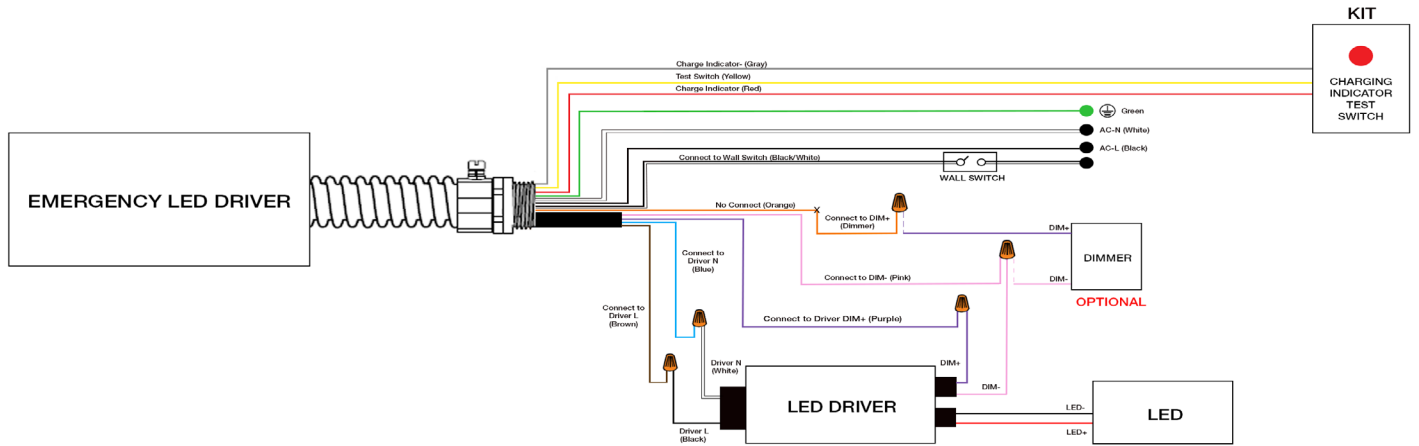 KIT
CHARGING
INDICATOR
TEST
SWITCH
Charge Indicator- (Gray)
Test Switch (Yellow)
Charge Indicator (Red)
Green
AC-N (White)
AC-L (Black)
Connect to Wall Switch (Black/White)
WALL SWITCH
EMERGENCY LED DRIVER
No Connect (Orange)
x
Connect to DIM+
(Dimmer)
DIM+
DIMMER
DIM-
OPTIONAL
Connect to
Driver N
(Blue)
Connect to DIM- (Pink)
Connect to
Driver L
(Brown)
Connect to Driver DIM+ (Purple)
Driver N
(White)
DIM+
DIM-
LED DRIVER
Driver L
(Black)
LED-
LED+
LED